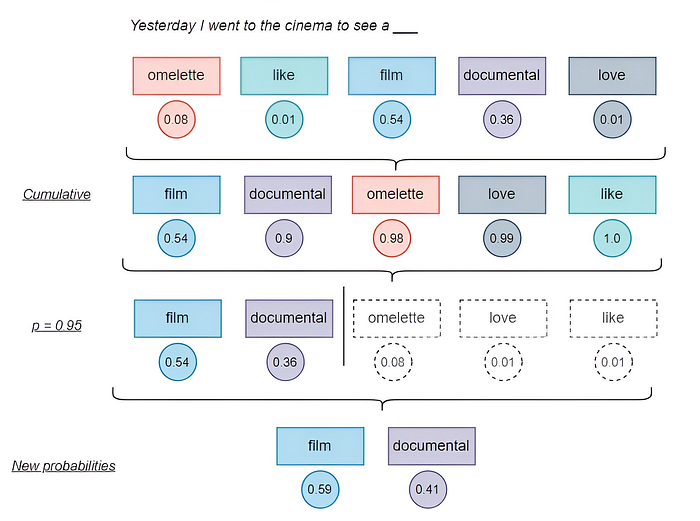 Yesterday I went to the cinema to see a ___
omelette like film documental love
0.08 0.01 0.54 0.36 0.01
Cumulative
film documental omelette love like
0.54 0.9 0.98 0.99 1.0
p = 0.95
film documental omelette love like
0.54 0.36 0.08 0.01 0.01
New probabilities
film documental
0.59 0.41